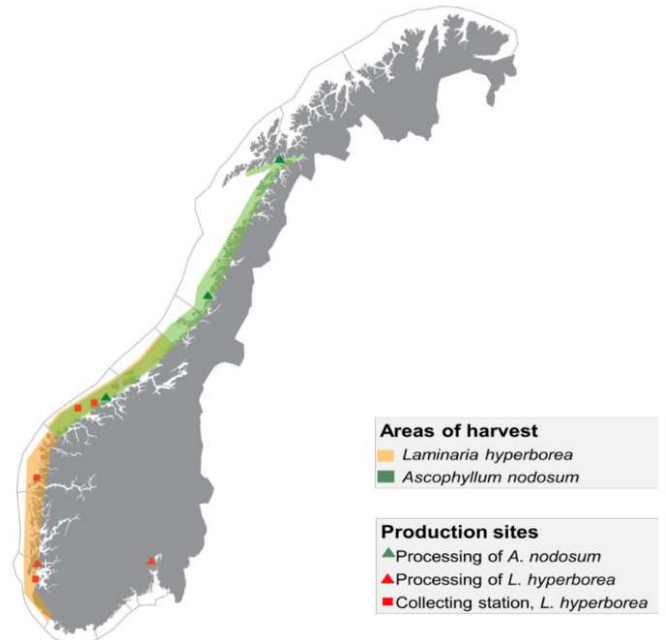 Areas of harvest
Laminaria hyperborea
Ascophyllum nodosum
Production sites
Processing of A. nodosum
Processing of L. hyperborea
Collecting station, L. hyperborea